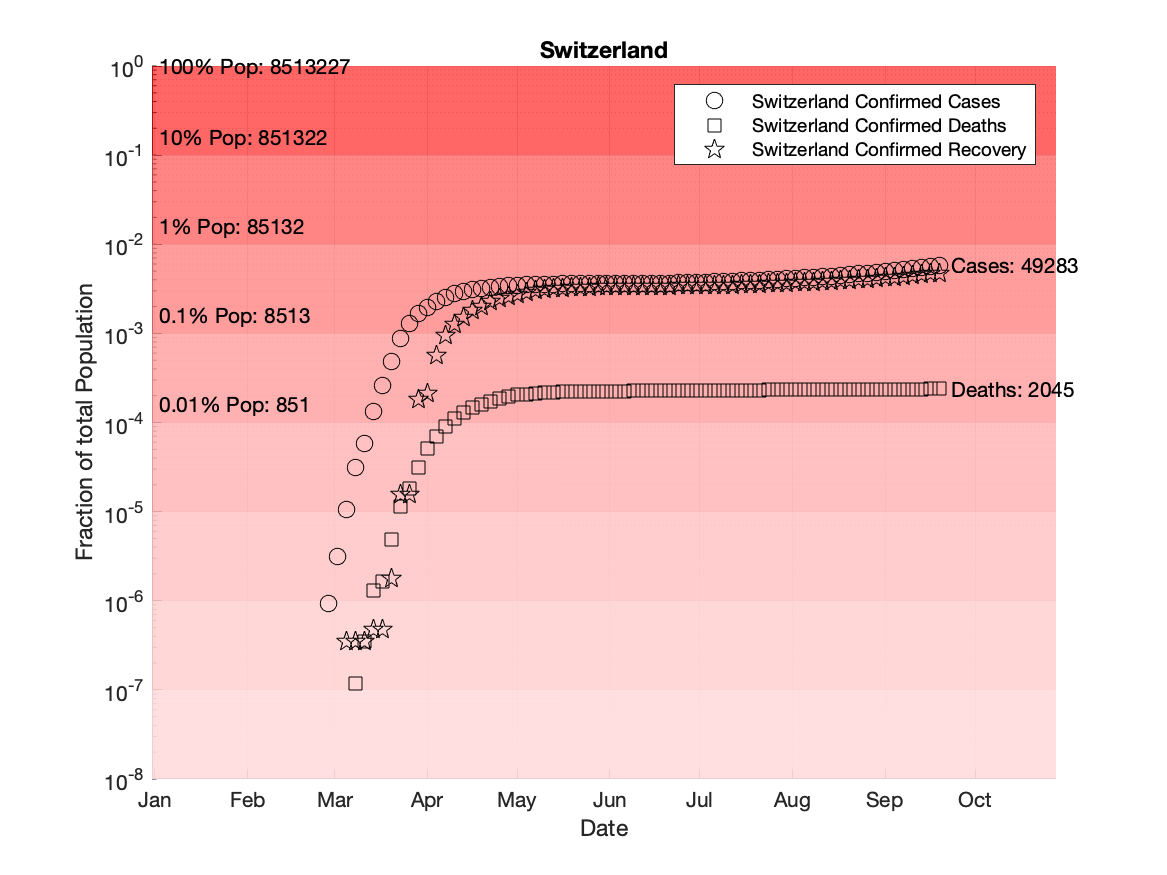 Switzerland
10^0
100% Pop: 8513227
Switzerland Confirmed Cases
Switzerland Confirmed Deaths
Switzerland Confirmed Recovery
10% Pop: 851322
10^-1
1% Pop: 85132
10^-2
Cases: 49283
0.1% Pop: 8513
10^-3
Deaths: 2045
0.01% Pop: 851
10^-4
10^-5
10^-6
10^-7
10^-8
Fraction of total Population
Jan Feb Mar Apr May Jun Jul Aug Sep Oct
Date